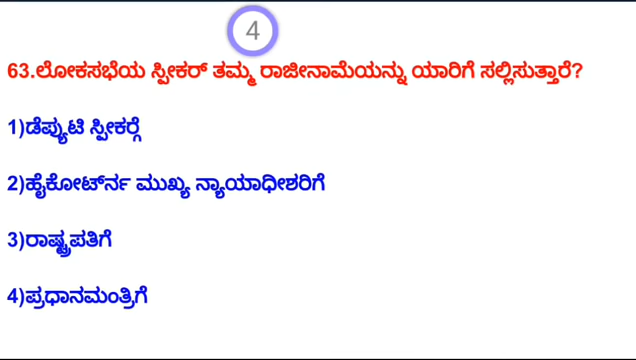 4
63.ಲೋಕಸಭೆಯ ಸ್ಪೀಕರ್ ತಮ್ಮ ರಾಜೀನಾಮೆಯನ್ನು ಯಾರಿಗೆ ಸಲ್ಲಿಸುತ್ತಾರೆ?
1)ಡೆಪ್ಯುಟಿ ಸ್ಪೀಕರ್‍ಗೆ
2)ಹೈಕೋರ್ಟ್‌ನ ಮುಖ್ಯ ನ್ಯಾಯಾಧೀಶರಿಗೆ
3)ರಾಷ್ಟ್ರಪತಿಗೆ
4)ಪ್ರಧಾನಮಂತ್ರಿಗೆ